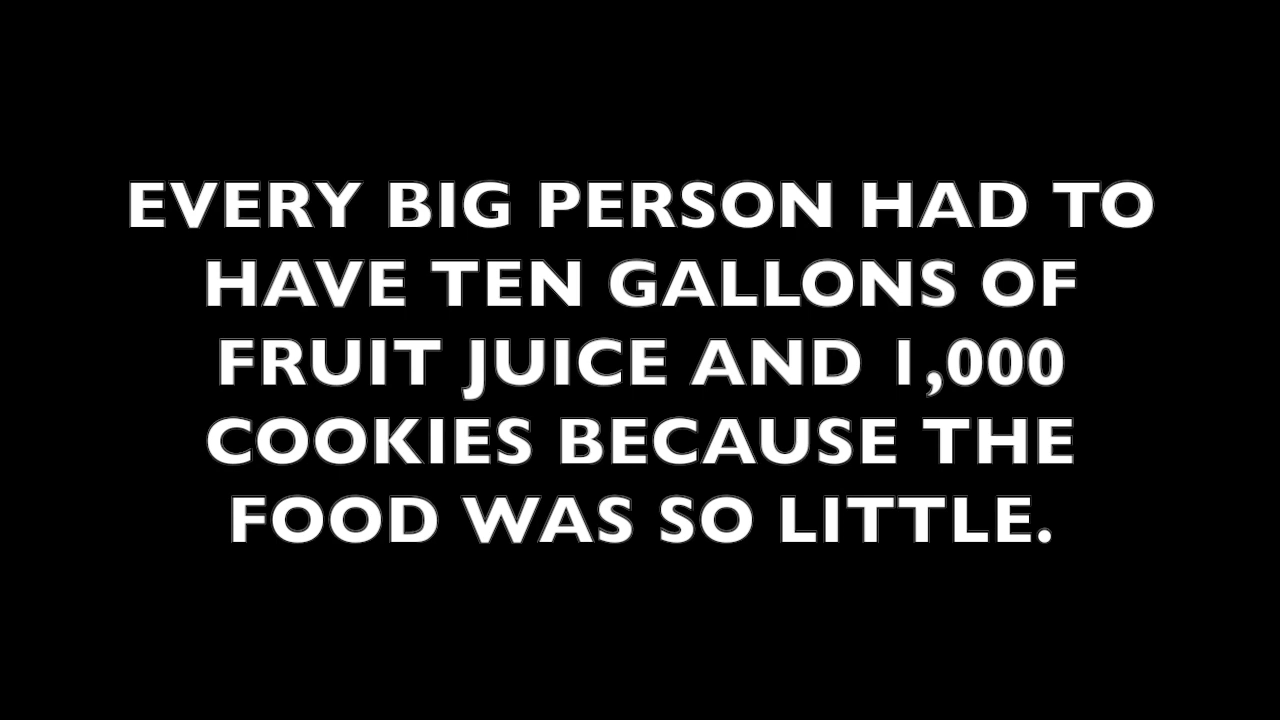 EVERY BIG PERSON HAD TO
HAVE TEN GALLONS OF
FRUIT JUICE AND 1,000
COOKIES BECAUSE THE
FOOD WAS SO LITTLE.